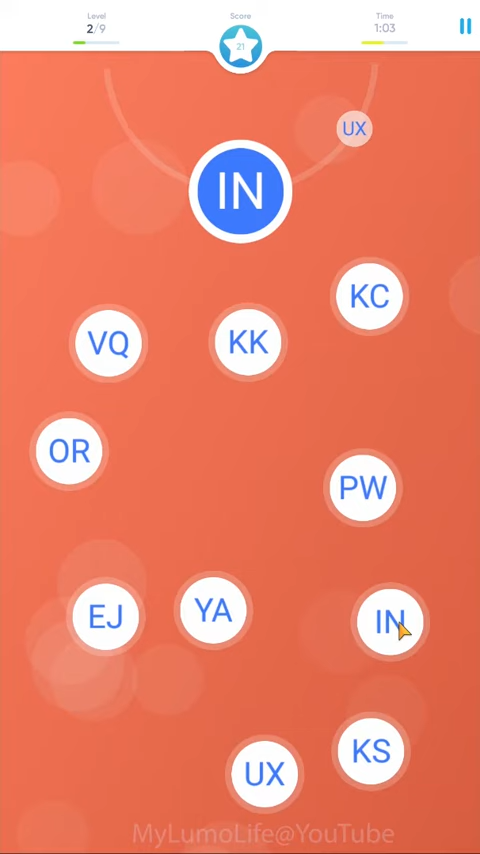 Level
Score
Time
2/9
21
1:03
UX
IN
KC
VQ
KK
OR
PW
EJ
YA
IN
KS
UX
MyLumoLife@YouTube